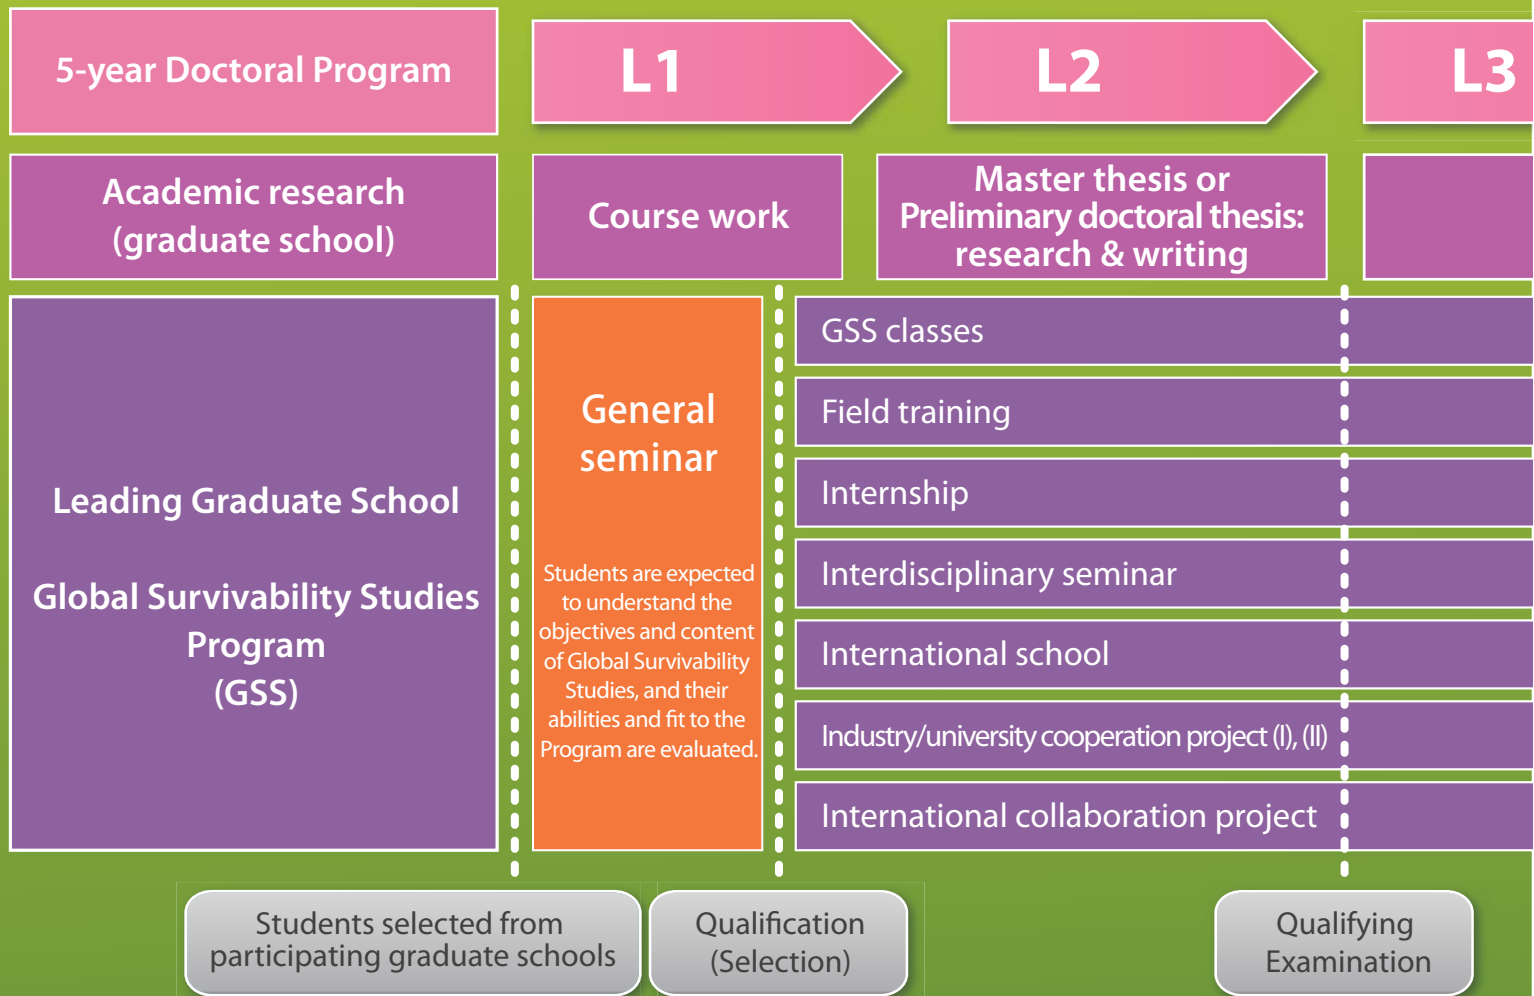 5-year Doctoral Program
L1
L2
L3
Academic research
(graduate school)
Course work
Master thesis or
Preliminary doctoral thesis:
research & writing
Leading Graduate School
Global Survivability Studies
Program
(GSS)
General
seminar
Students are expected
to understand the
objectives and content
of Global Survivability
Studies, and their
abilities and fit to the
Program are evaluated.
GSS classes
Field training
Internship
Interdisciplinary seminar
International school
Industry/university cooperation project (I), (II)
International collaboration project
Students selected from
participating graduate schools
Qualification
(Selection)
Qualifying
Examination